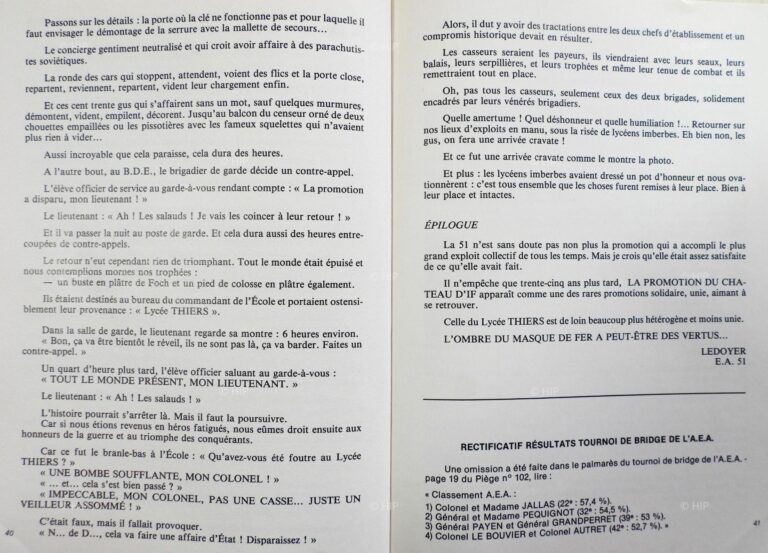 Passons sur les détails : la porte où la clé ne fonctionne pas et pour laquelle il
faut envisager le démontage de la serrure avec la mallette de secours...
Le concierge gentiment neutralisé et qui croit avoir affaire à des parachutis-
tes soviétiques.
La ronde des cars qui stoppent, attendent, voient des flics et la porte close,
repartent, reviennent, repartent, vident leur chargement enfin.
Et ces cent trente gus qui s'affairent sans un mot, sauf quelques murmures,
démontent, vident, empilent, décorent. Jusqu'au balcon du censeur orné de deux
chouettes empaillées ou les pissotières avec les fameux squelettes qui n'avaient
plus rien à vider...
Aussi incroyable que cela paraisse, cela dura des heures.
A l'autre bout, au B.D.E., le brigadier de garde décide un contre-appel.
L'élève officier de service au garde-à-vous rendant compte : « La promotion
a disparu, mon lieutenant ! »
Le lieutenant : « Ah ! Les salauds ! Je vais les coincer à leur retour ! »
Et il va passer la nuit au poste de garde. Et cela dura aussi des heures entre-
coupées de contre-appels.
Le retour n'eut cependant rien de triomphant. Tout le monde était épuisé et
nous contemplions mornes nos trophées :
— un buste en plâtre de Foch et un pied de colosse en plâtre également.
Ils étaient destinés au bureau du commandant de l'École et portaient ostensi-
blement leur provenance : « Lycée THIERS ».
Dans la salle de garde, le lieutenant regarde sa montre : 6 heures environ.
« Bon, ça va être bientôt le réveil, ils ne sont pas là, ça va barder. Faites un
contre-appel. »
Un quart d'heure plus tard, l'élève officier saluant au garde-à-vous :
« TOUT LE MONDE PRÉSENT, MON LIEUTENANT. »
Le lieutenant : « Ah ! Les salauds ! »
L'histoire pourrait s'arrêter là. Mais il faut la poursuivre.
Car si nous étions revenus en héros fatigués, nous eûmes droit ensuite aux
honneurs de la guerre et au triomphe des conquérants.
Car ce fut le branle-bas à l'École : « Qu'avez-vous été foutre au Lycée
THIERS ? »
« UNE BOMBE SOUFFLANTE, MON COLONEL ! »
« ... et... cela s'est bien passé ? »
« IMPECCABLE, MON COLONEL, PAS UNE CASSE... JUSTE UN
VEILLEUR ASSOMMÉ ! »
C'était faux, mais il fallait provoquer.
« N... de D..., cela va faire une affaire d'État ! Disparaissez ! »
40
Alors, il dut y avoir des tractations entre les deux chefs d'établissement et un
compromis historique devait en résulter.
Les casseurs seraient les payeurs, ils viendraient avec leurs seaux, leurs
balais, leurs serpillières, et leurs trophées et même leur tenue de combat et ils
remettraient tout en place.
Oh, pas tous les casseurs, seulement ceux des deux brigades, solidement
encadrés par leurs vénérés brigadiers.
Quelle amertume ! Quel déshonneur et quelle humiliation !... Retourner sur
nos lieux d'exploits en manu, sous la risée de lycéens imberbes. Eh bien non, les
gus, on fera une arrivée cravate !
Et ce fut une arrivée cravate comme le montre la photo.
Et plus : les lycéens imberbes avaient dressé un pot d'honneur et nous ova-
tionnèrent : c'est tous ensemble que les choses furent remises à leur place. Bien à
leur place et intactes.
ÉPILOGUE
La 51 n'est sans doute pas non plus la promotion qui a accompli le plus
grand exploit collectif de tous les temps. Mais je crois qu'elle était assez satisfaite
de ce qu'elle avait fait.
Il n'empêche que trente-cinq ans plus tard, LA PROMOTION DU CHA-
TEAU D'IF apparaît comme une des rares promotions solidaire, unie, aimant à
se retrouver.
Celle du Lycée THIERS est de loin beaucoup plus hétérogène et moins unie.
L'OMBRE DU MASQUE DE FER A PEUT-ÊTRE DES VERTUS...
LEDOYER
E.A. 51
RECTIFICATIF RÉSULTATS TOURNOI DE BRIDGE DE L'A.E.A.
Une omission a été faite dans le palmarès du tournoi de bridge de l'A.E.A. -
page 19 du Piège nº 102, lire :
« Classement A.E.A. :
1) Colonel et Madame JALLAS (22e : 57,4 %).
2) Général et Madame PEQUIGNOT (32e : 54,5 %).
3) Général PAYEN et Général GRANDPERRET (39e : 53 %).
4) Colonel LE BOUVIER et Colonel AUTRET (42e : 52,7 %). »
41
© HIP
© HIP
© HIP
© HIP
© HIP